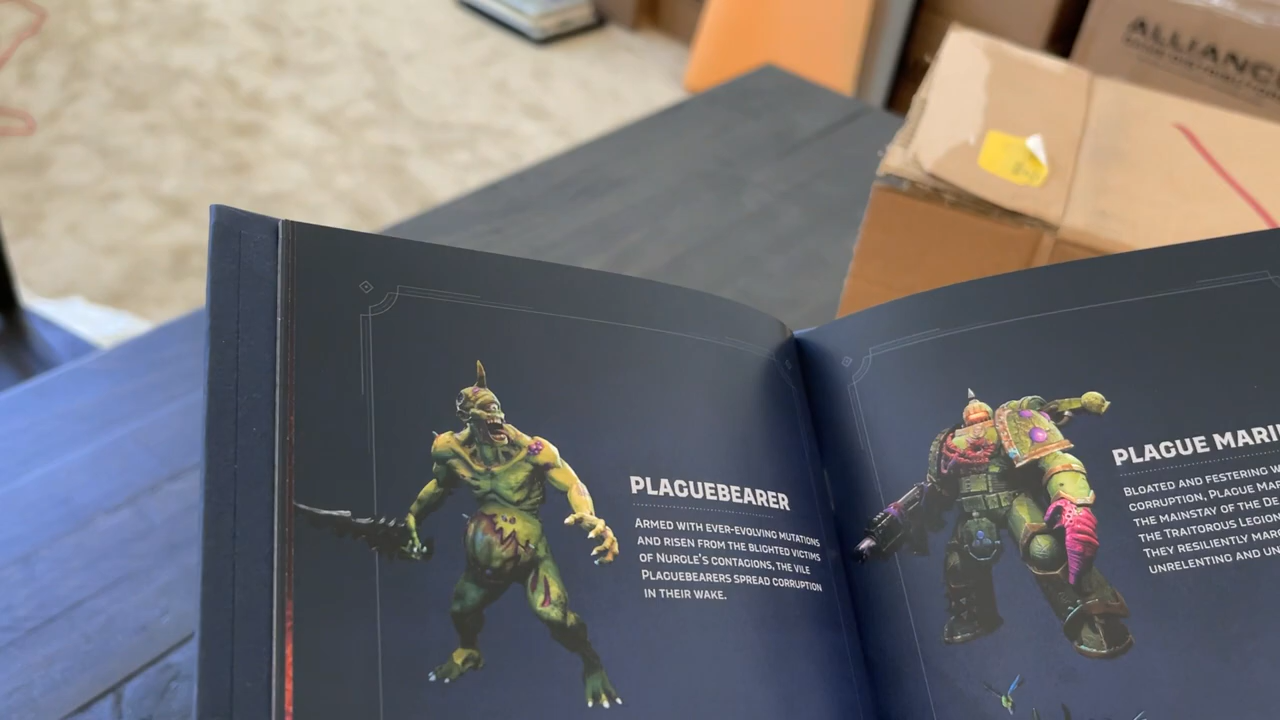 ALLIANC
PLAGUEBEARER
ARMED WITH EVER-EVOLVING MUTATIONS
AND RISEN FROM THE BLIGHTED VICTIMS
OF NURGLE'S CONTAGIONS, THE VILE
PLAGUEBEARERS SPREAD CORRUPTION
IN THEIR WAKE.
PLAGUE MARI
BLOATED AND FESTERING W
CORRUPTION, PLAGUE MAR
THE MAINSTAY OF THE DE
THE TRAITOROUS LEGION
THEY RESILIENTLY MAR
UNRELENTING AND UN